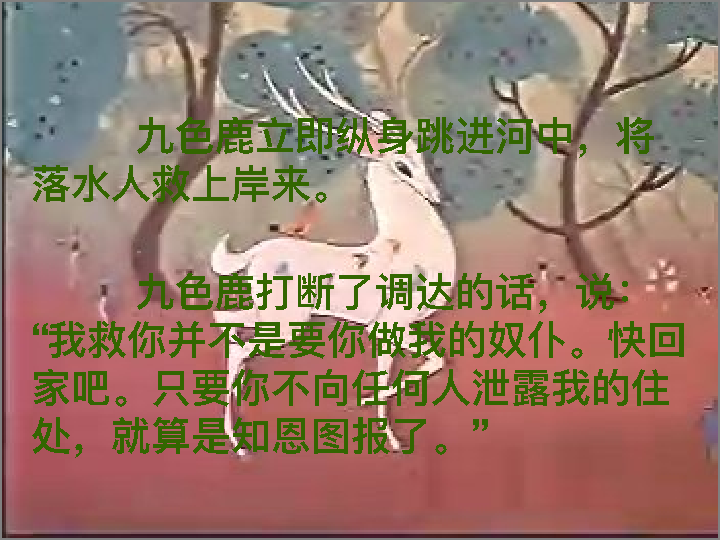 九色鹿立即纵身跳进河中，将
落水人救上岸来。
九色鹿打断了调达的话，说：
“我救你并不是要你做我的奴仆。快回
家吧。只要你不向任何人泄露我的住
处，就算是知恩图报了。”